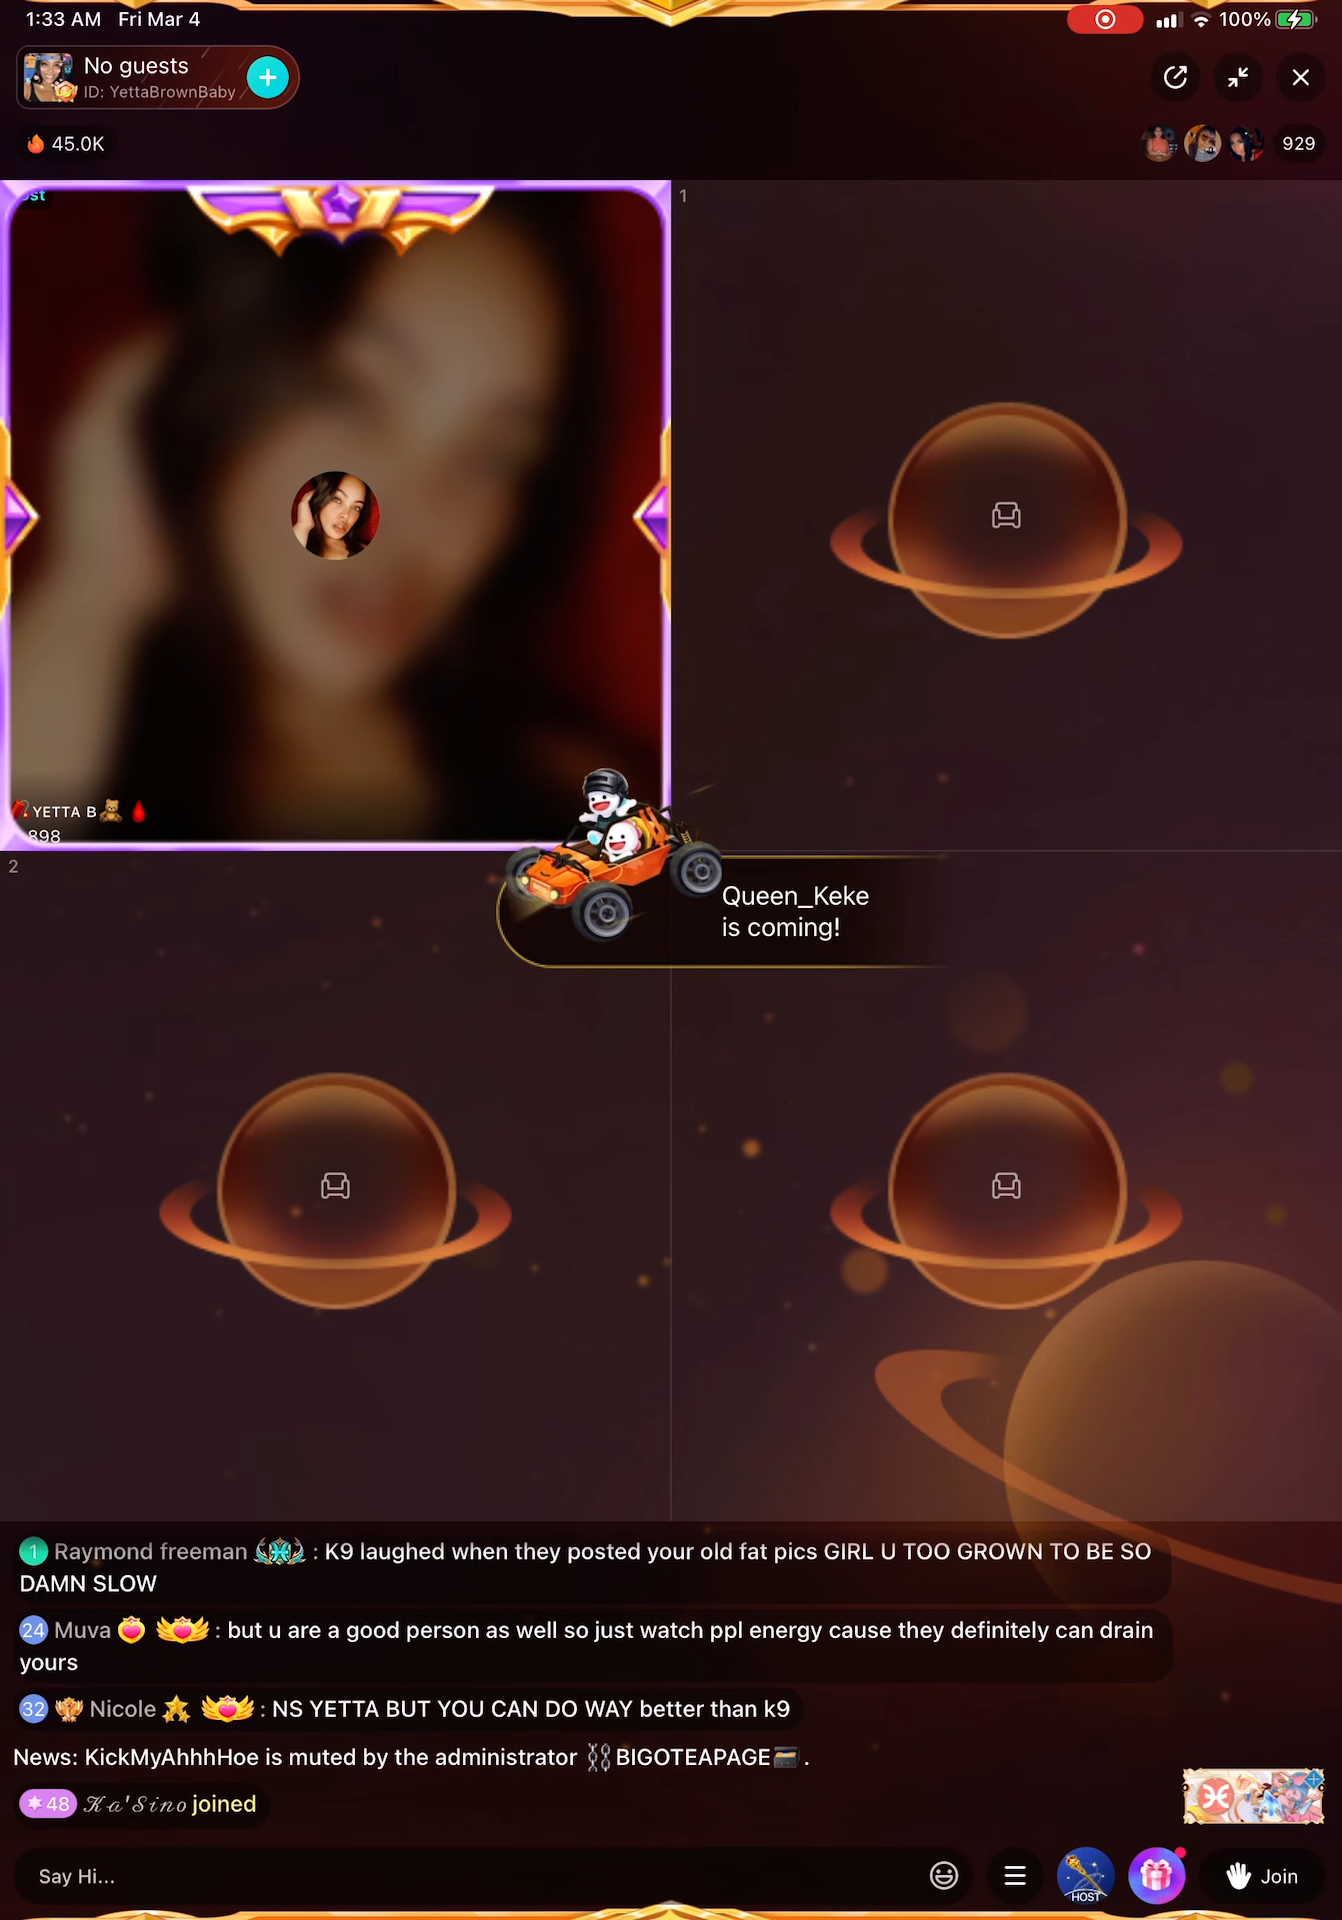 1:33 AM Fri Mar 4
100%
No guests
ID: YettaBrownBaby
45.0K
929
1
YETTA B
898
2
Queen_Keke
is coming!
1 Raymond freeman : K9 laughed when they posted your old fat pics GIRL U TOO GROWN TO BE SO
DAMN SLOW
24 Muva : but u are a good person as well so just watch ppl energy cause they definitely can drain
yours
32 Nicole : NS YETTA BUT YOU CAN DO WAY better than k9
News: KickMyAhhhHoe is muted by the administrator ⛓BIGOTEAPAGE .
48 𝒦𝒶'𝒮𝒾𝓃ℴ joined
Say Hi...
HOST
Join